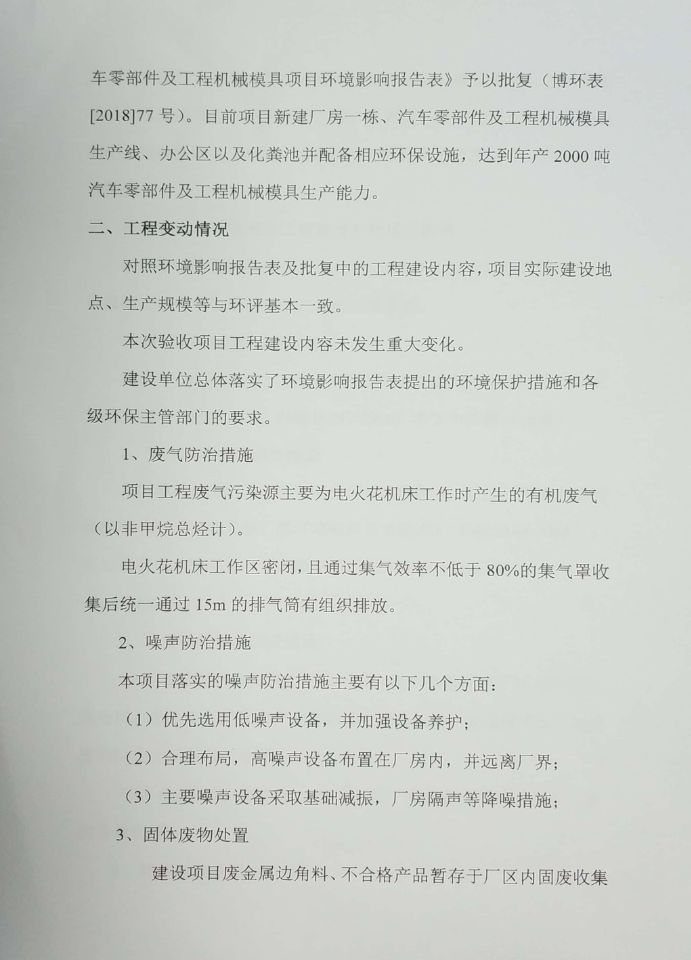 车零部件及工程机械模具项目环境影响报告表》予以批复（博环表
[2018]77 号）。目前项目新建厂房一栋、汽车零部件及工程机械模具
生产线、办公区以及化粪池并配备相应环保设施，达到年产 2000 吨
汽车零部件及工程机械模具生产能力。
二、工程变动情况
对照环境影响报告表及批复中的工程建设内容，项目实际建设地
点、生产规模等与环评基本一致。
本次验收项目工程建设内容未发生重大变化。
建设单位总体落实了环境影响报告表提出的环境保护措施和各
级环保主管部门的要求。
1、废气防治措施
项目工程废气污染源主要为电火花机床工作时产生的有机废气
（以非甲烷总烃计）。
电火花机床工作区密闭，且通过集气效率不低于 80%的集气罩收
集后统一通过 15m 的排气筒有组织排放。
2、噪声防治措施
本项目落实的噪声防治措施主要有以下几个方面：
（1）优先选用低噪声设备，并加强设备养护；
（2）合理布局，高噪声设备布置在厂房内，并远离厂界；
（3）主要噪声设备采取基础减振，厂房隔声等降噪措施；
3、固体废物处置
建设项目废金属边角料、不合格产品暂存于厂区内固废收集